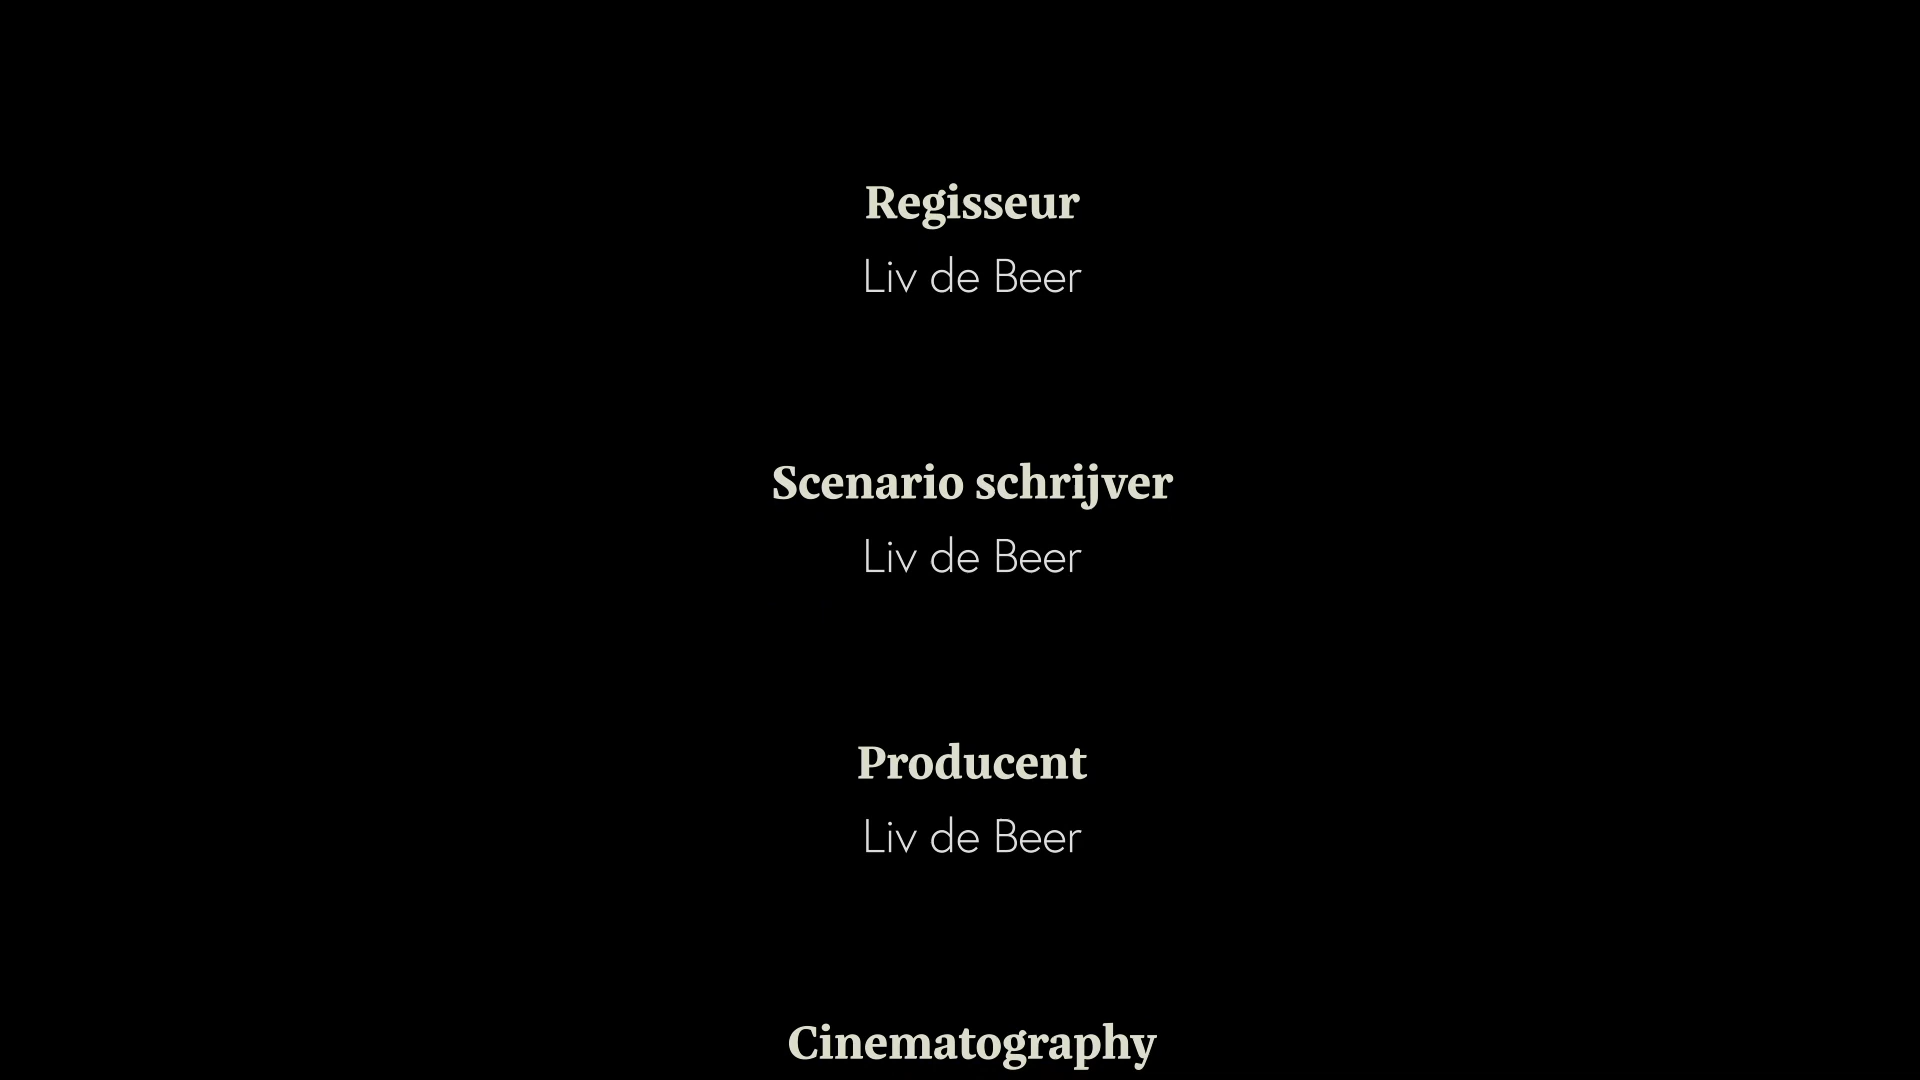 Regisseur
Liv de Beer
Scenario schrijver
Liv de Beer
Producent
Liv de Beer
Cinematography